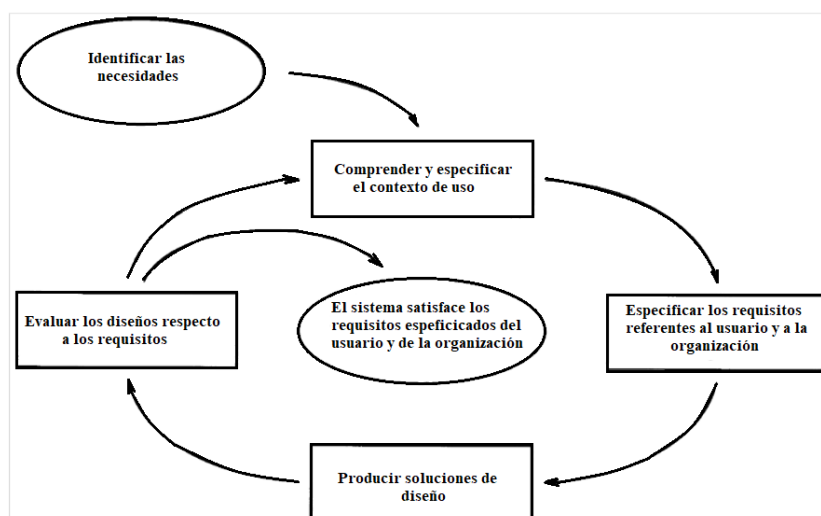 Identificar las
necesidades
Comprender y especificar
el contexto de uso
Evaluar los diseños respecto
a los requisitos
El sistema satisface los
requisitos espeficicados del
usuario y de la organización
Especificar los requisitos
referentes al usuario y a la
organización
Producir soluciones de
diseño